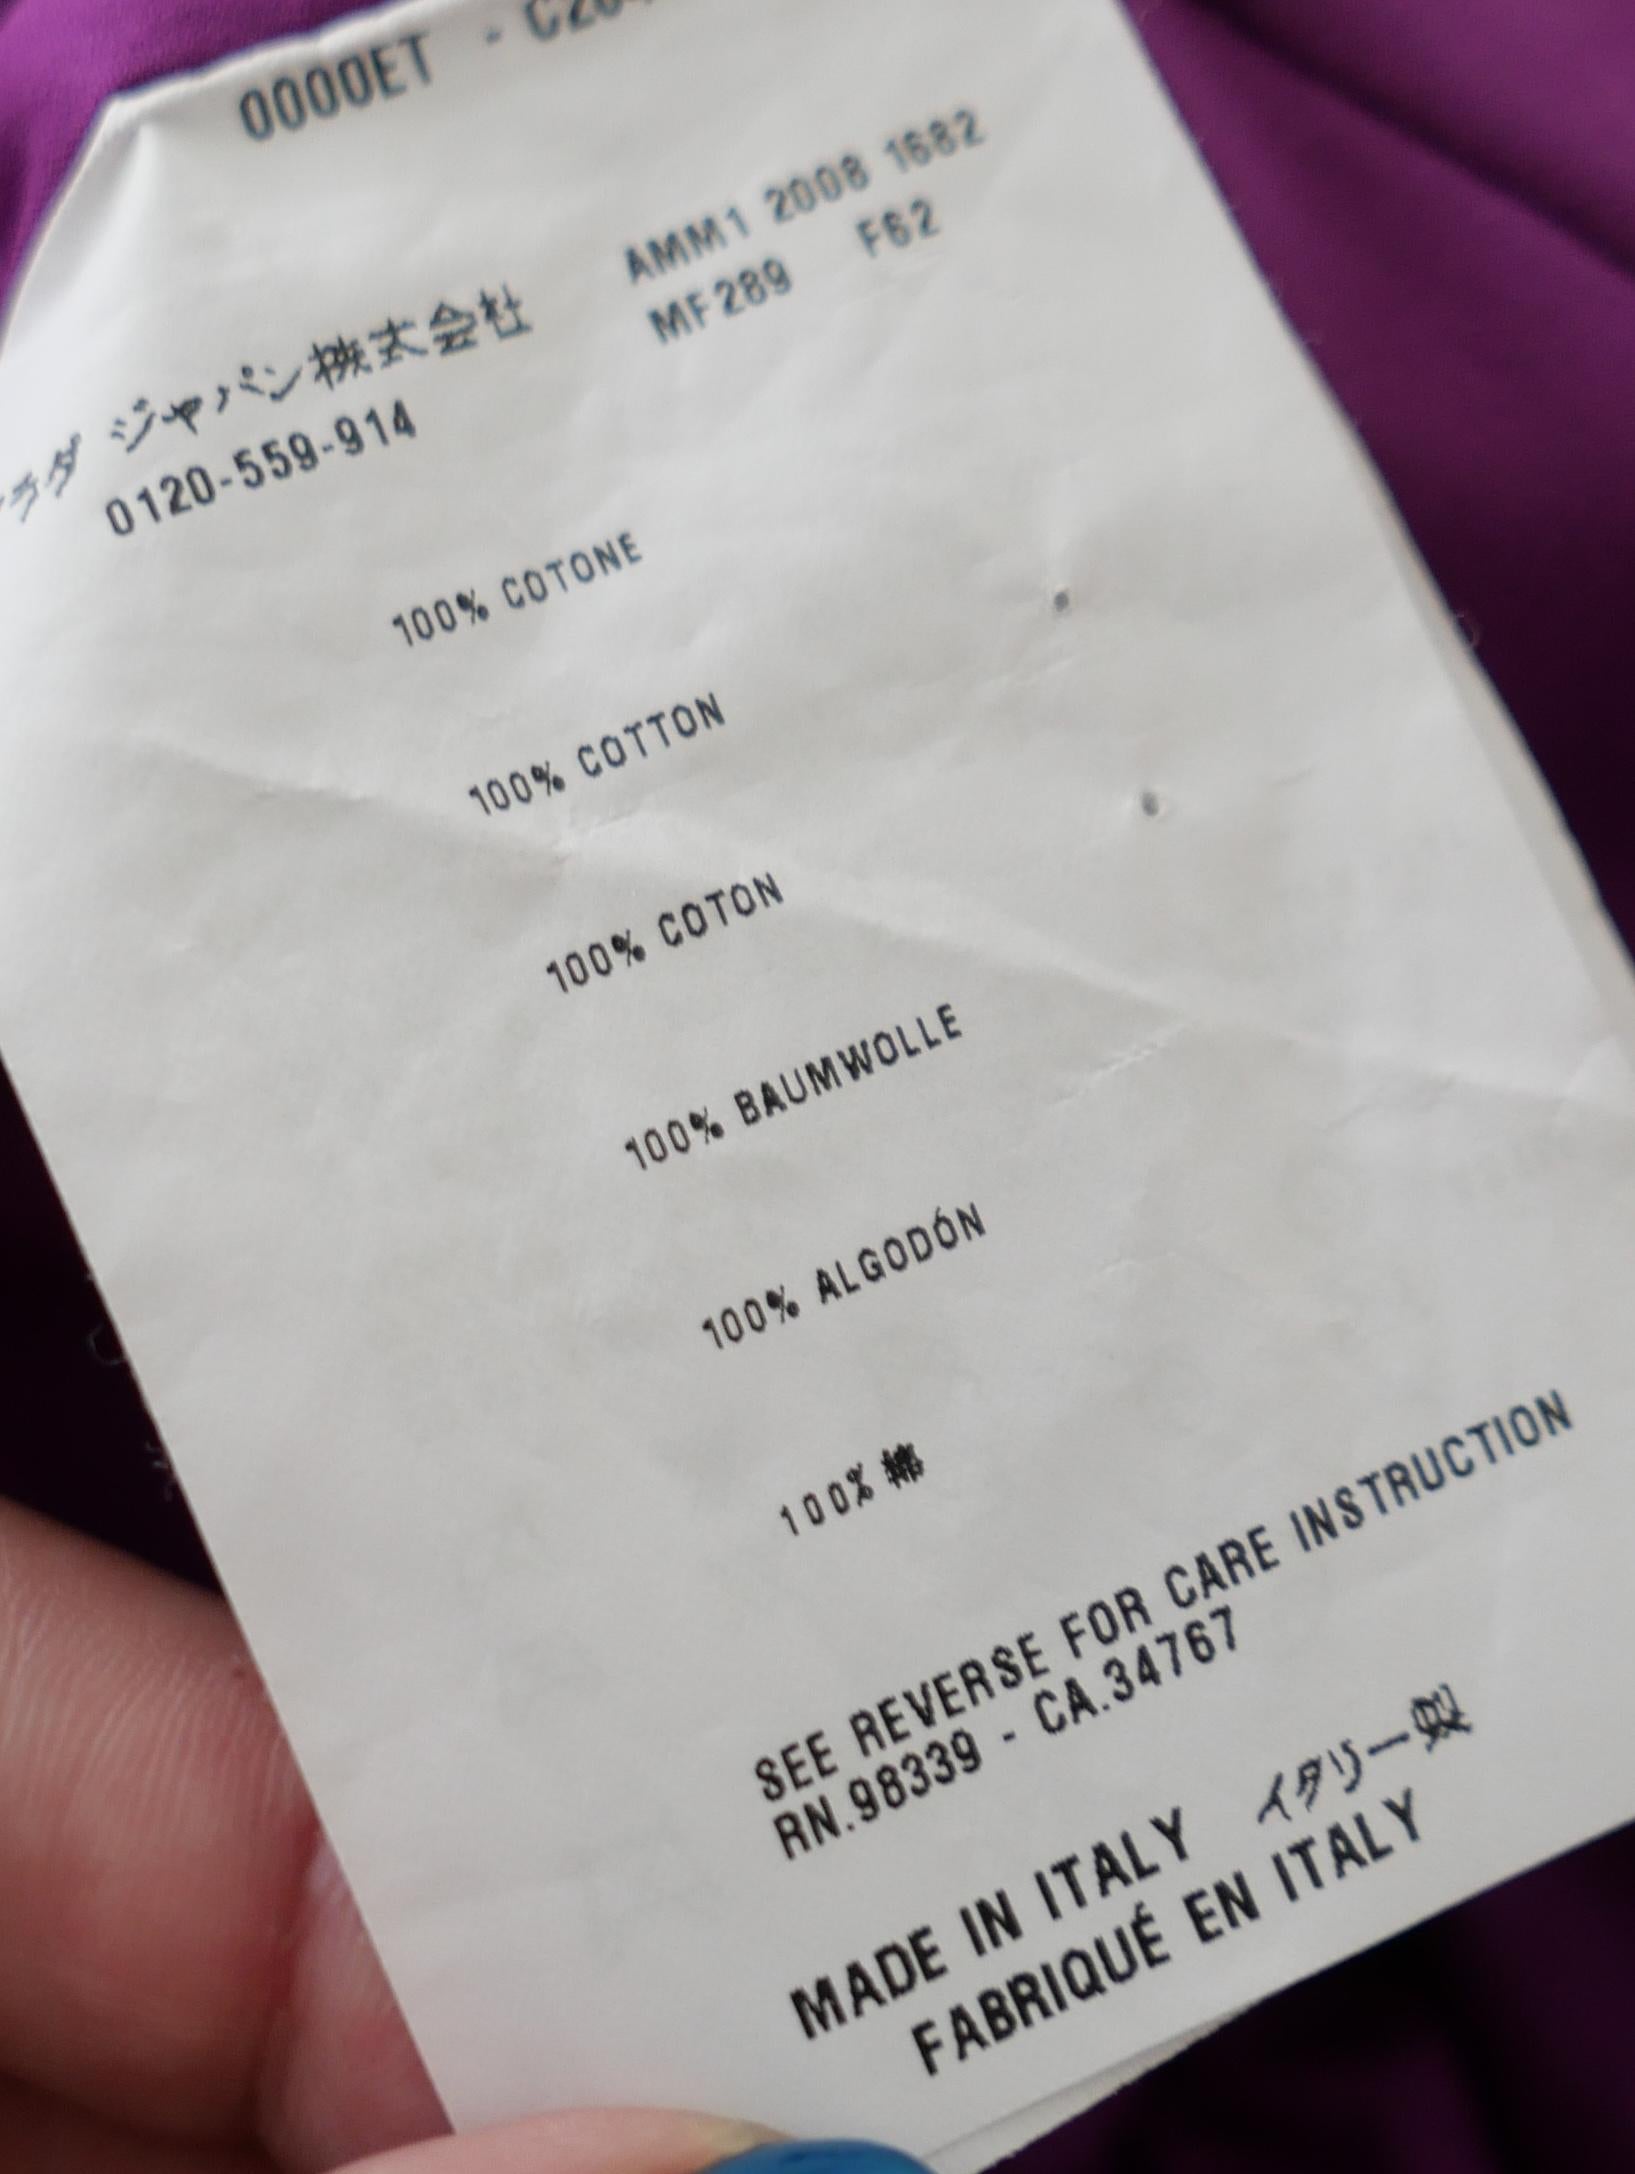 0000ET -
AMM1 2008 1682
MF289 F62
ラダ ジャパン株式会社
0120-559-914
100% COTONE
100% COTTON
100% COTON
100% BAUMWOLLE
100% ALGODÓN
100% 綿
SEE REVERSE FOR CARE INSTRUCTION
RN.98339 - CA.34767
MADE IN ITALY イタリー製
FABRIQUÉ EN ITALY